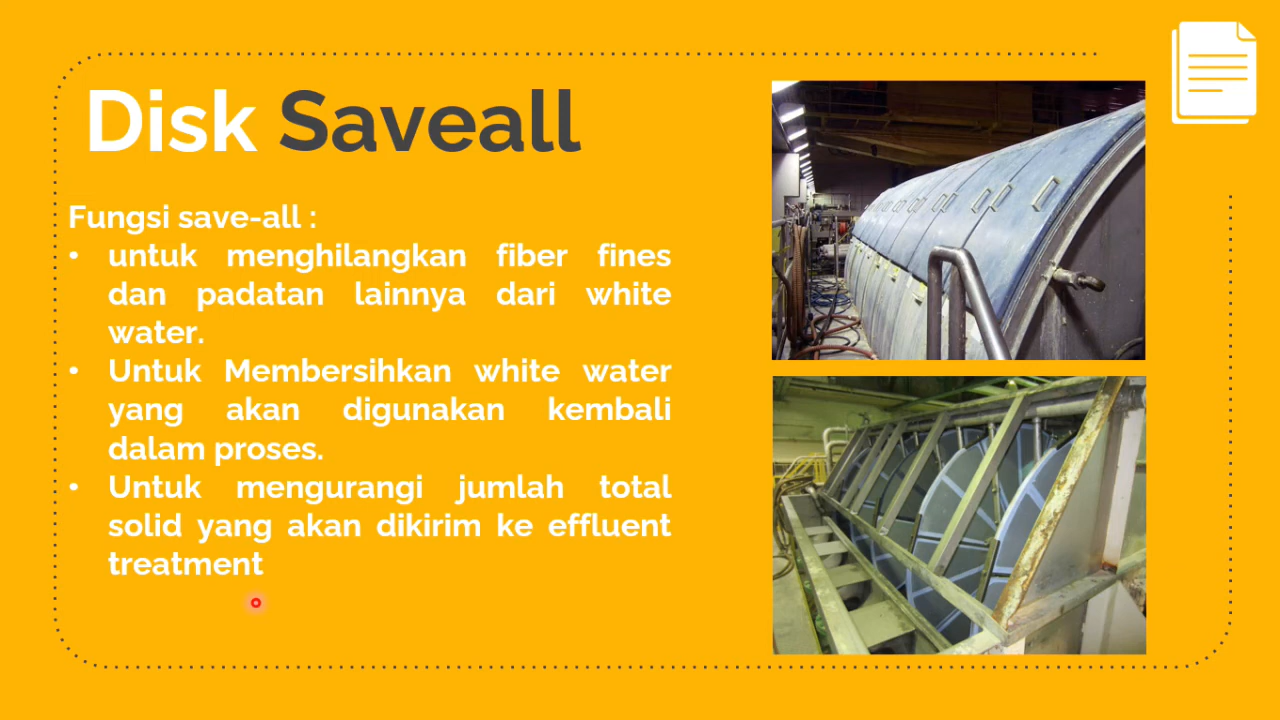 Disk Saveall
Fungsi save-all :
• untuk menghilangkan fiber fines
dan padatan lainnya dari white
water.
• Untuk Membersihkan white water
yang akan digunakan kembali
dalam proses.
• Untuk mengurangi jumlah total
solid yang akan dikirim ke effluent
treatment